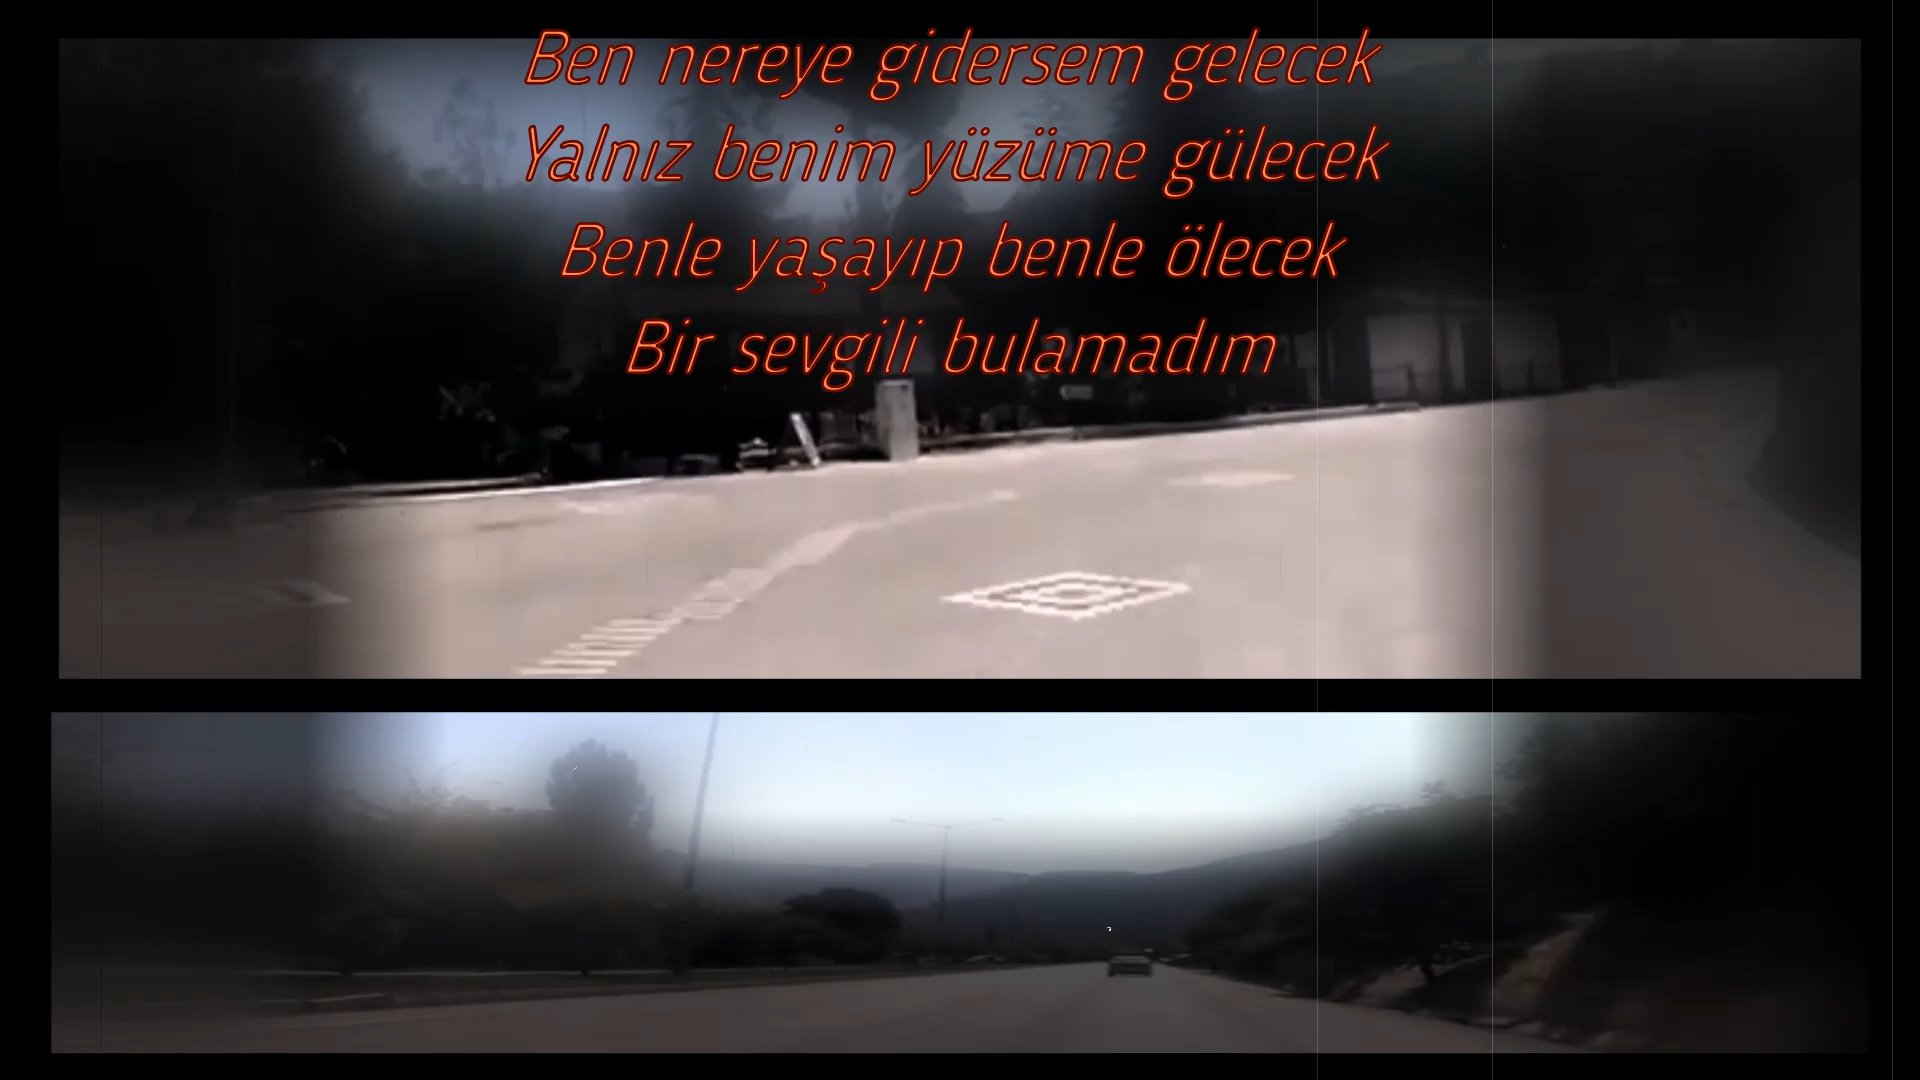 Ben nereye gidersem gelecek
Yalnız benim yüzüme gülecek
Benle yaşayıp benle ölecek
Bir sevgili bulamadım